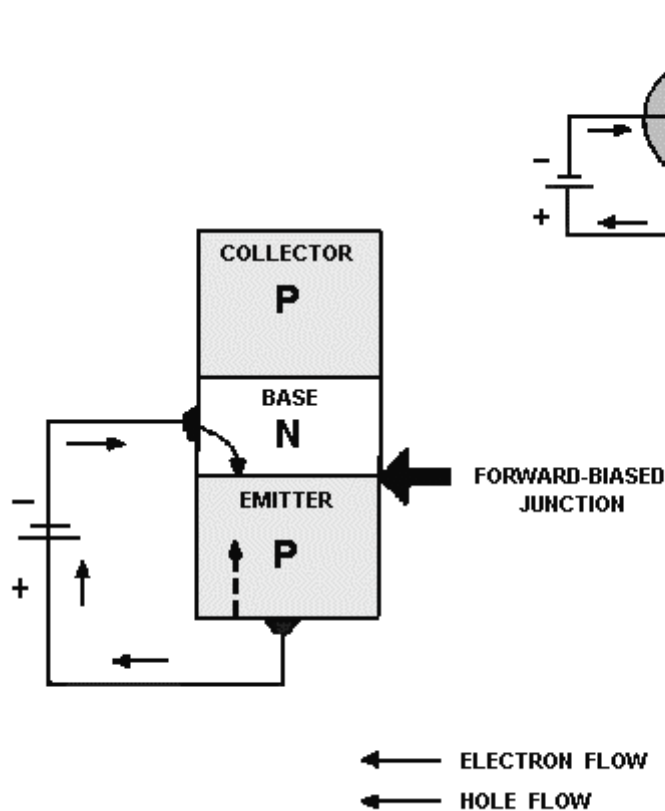 −
+
COLLECTOR
P
BASE
N
FORWARD-BIASED
JUNCTION
EMITTER
P
−
+
ELECTRON FLOW
HOLE FLOW